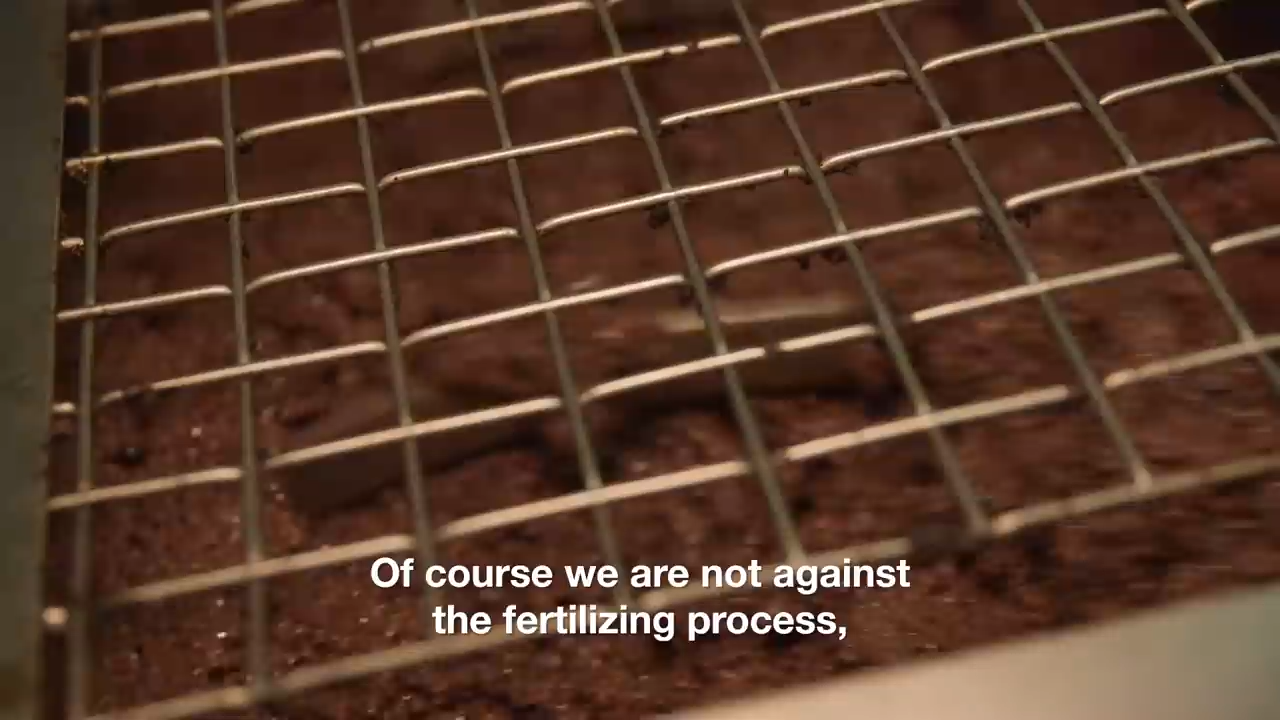 Of course we are not against
the fertilizing process,